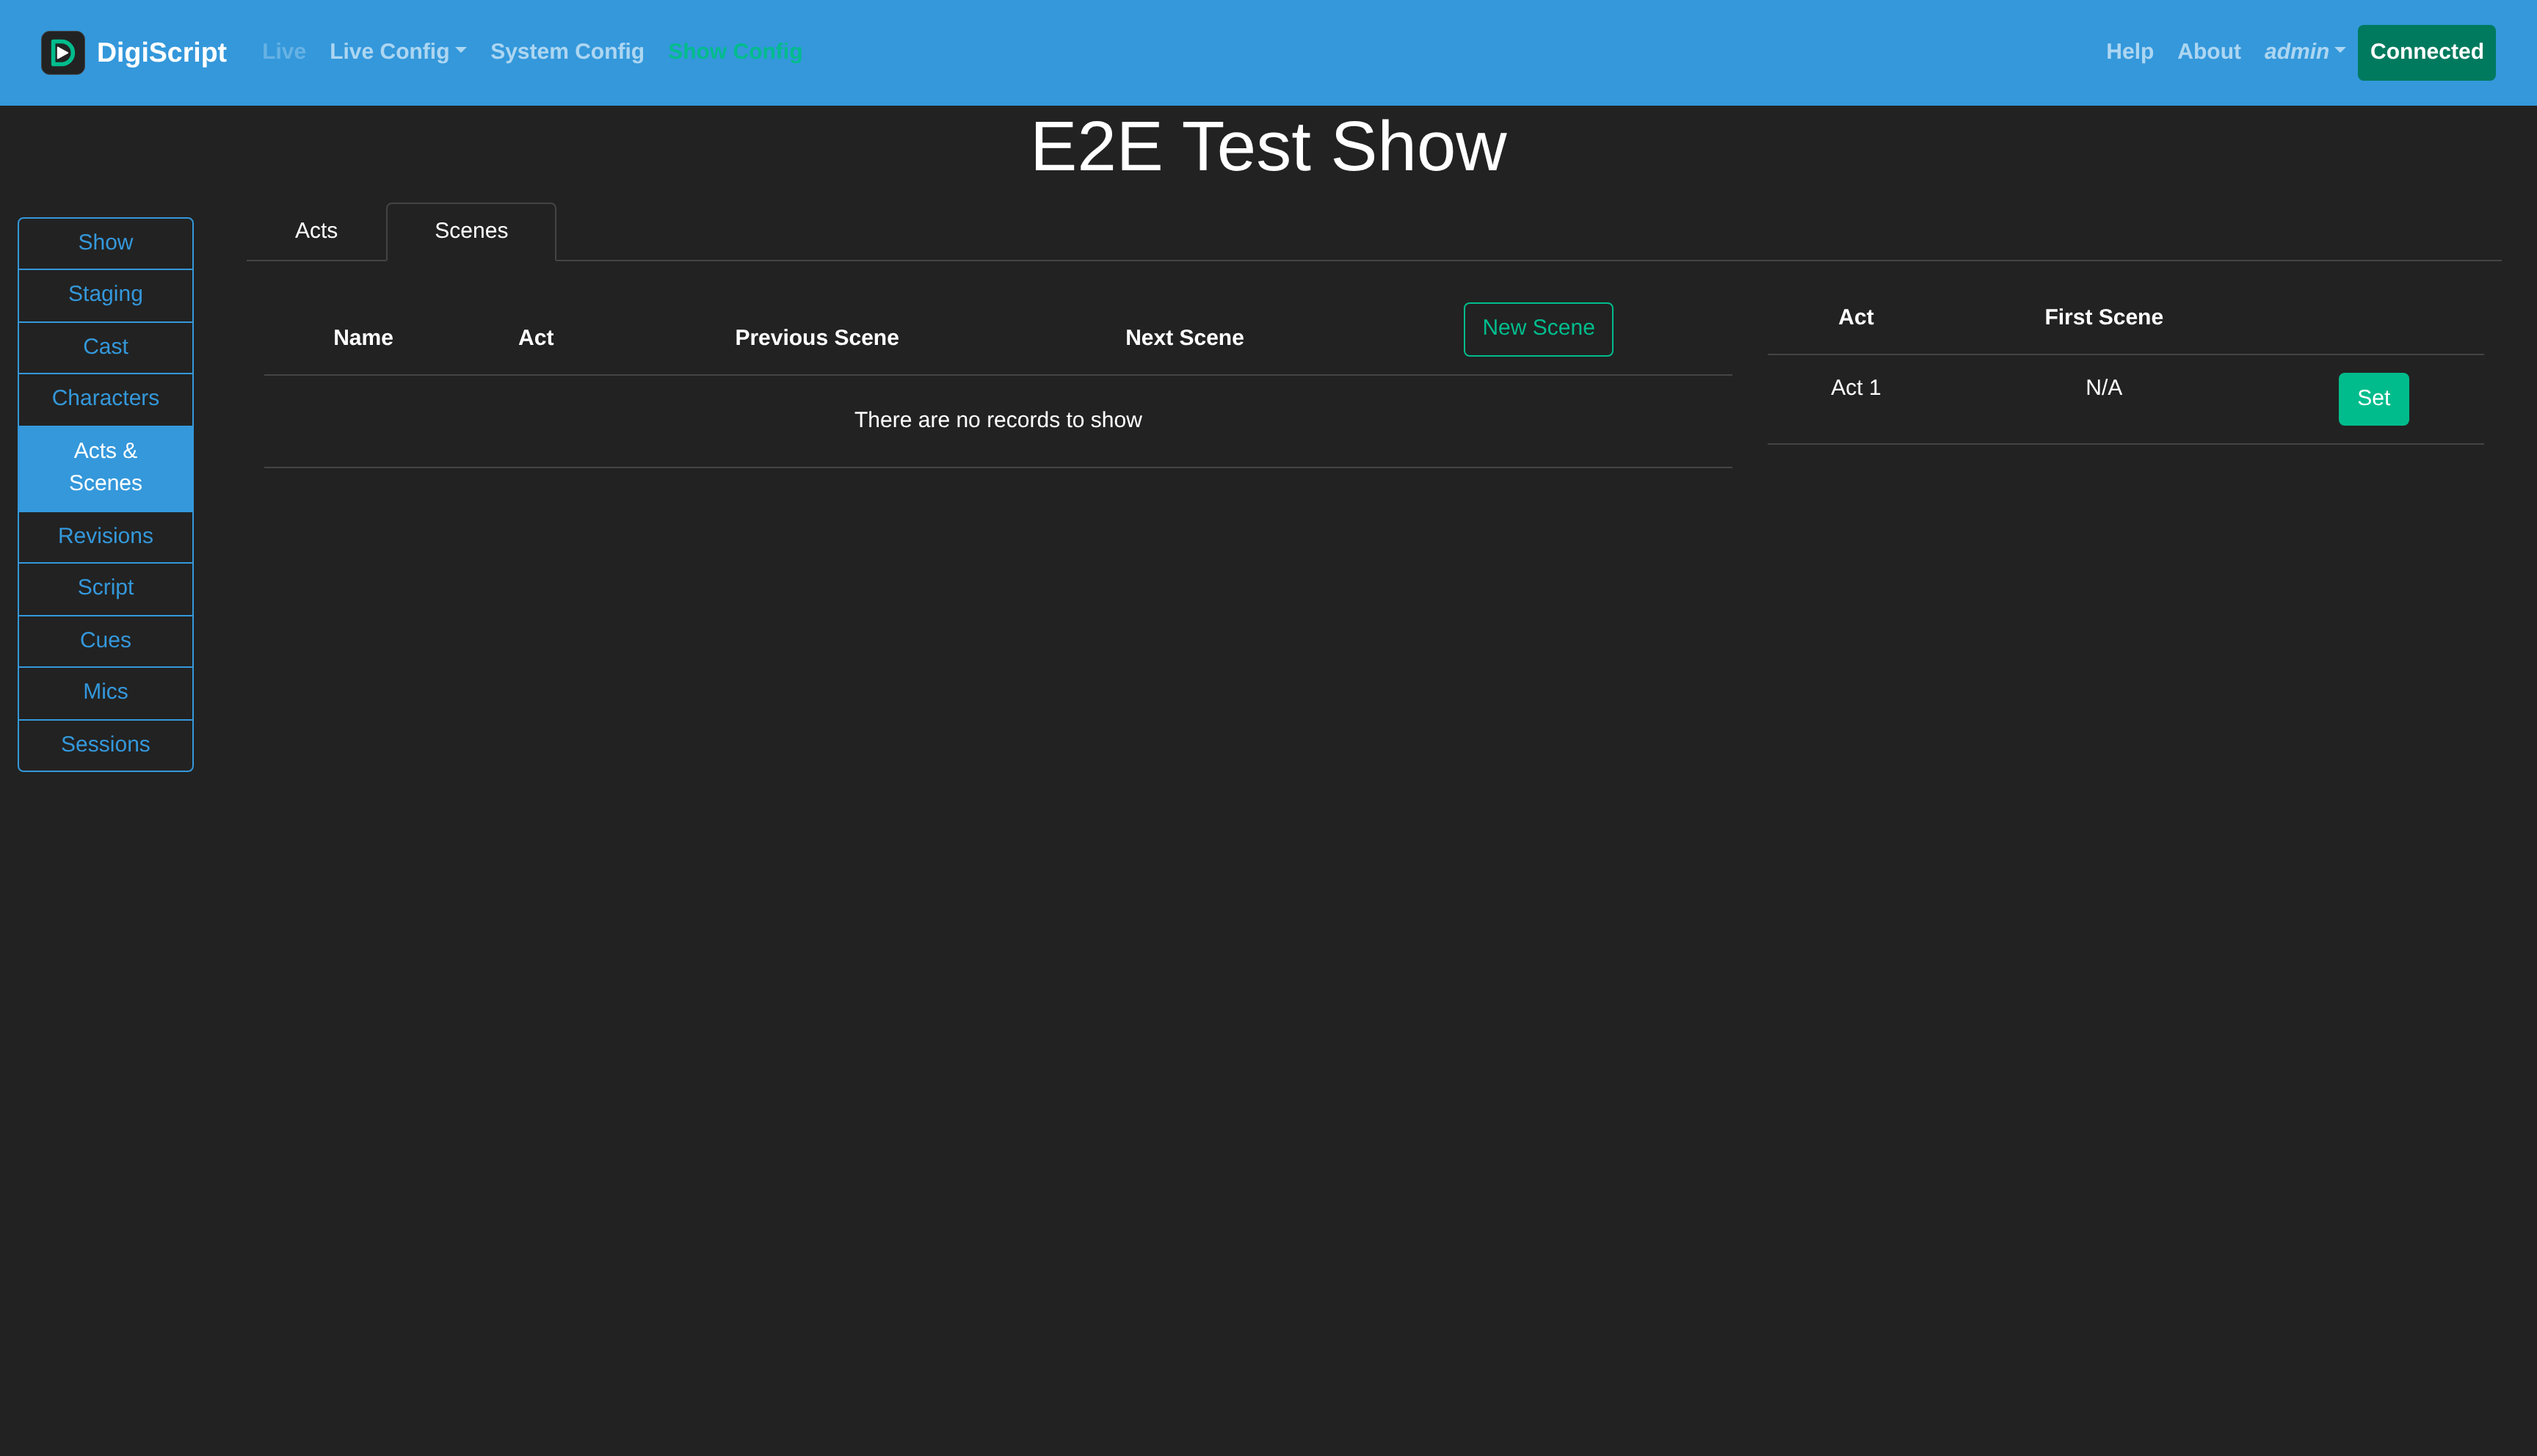 DigiScript Live Live Config System Config Show Config Help About admin Connected
E2E Test Show
Acts Scenes
Show
Staging
Cast
Characters
Acts &
Scenes
Revisions
Script
Cues
Mics
Sessions
Name Act Previous Scene Next Scene New Scene
There are no records to show
Act First Scene
Act 1 N/A Set